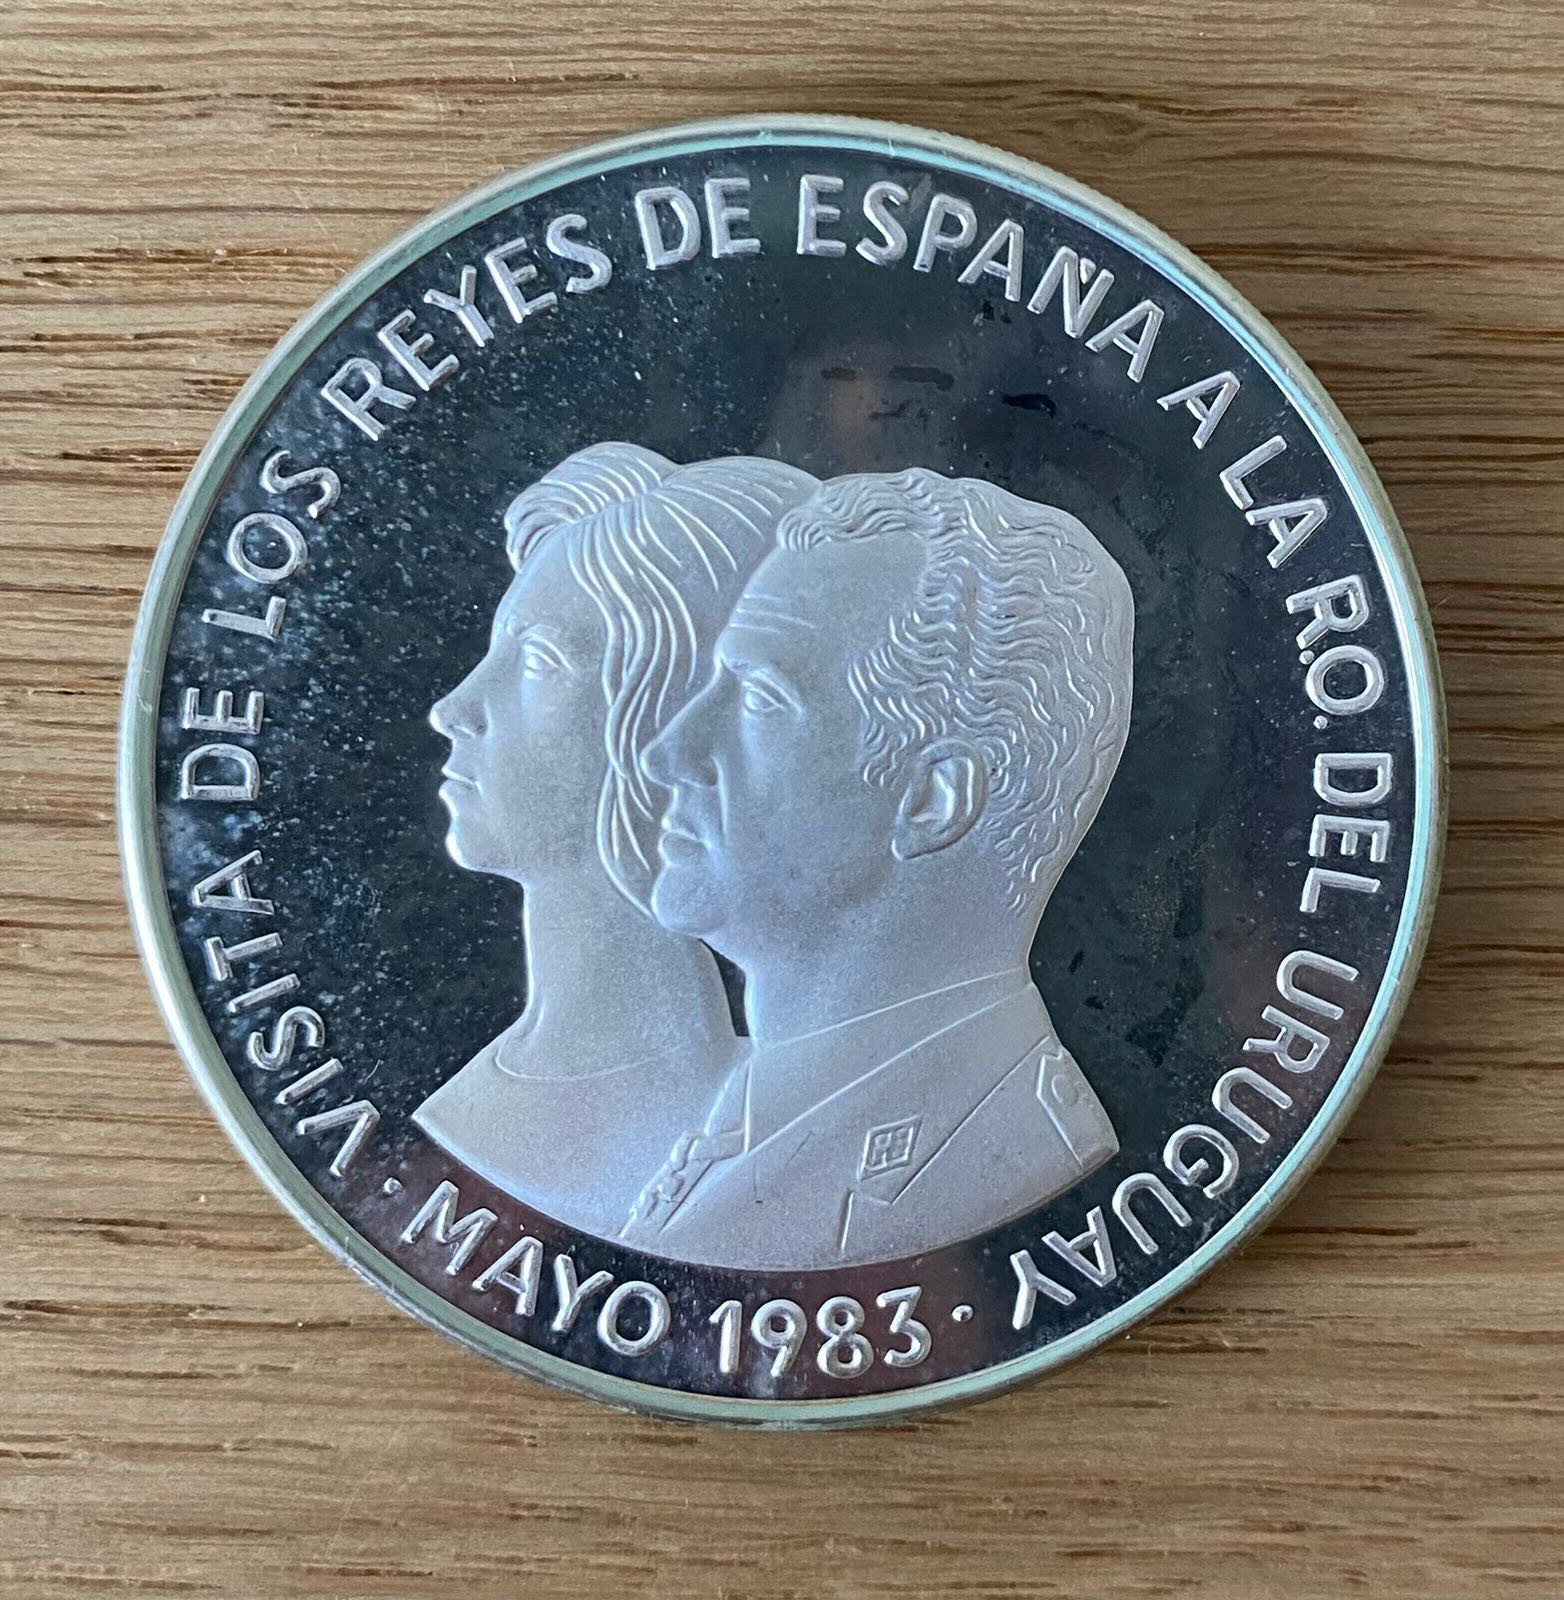 VISITA DE LOS REYES DE ESPAÑA A LA R.O. DEL URUGUAY
· MAYO 1983 ·